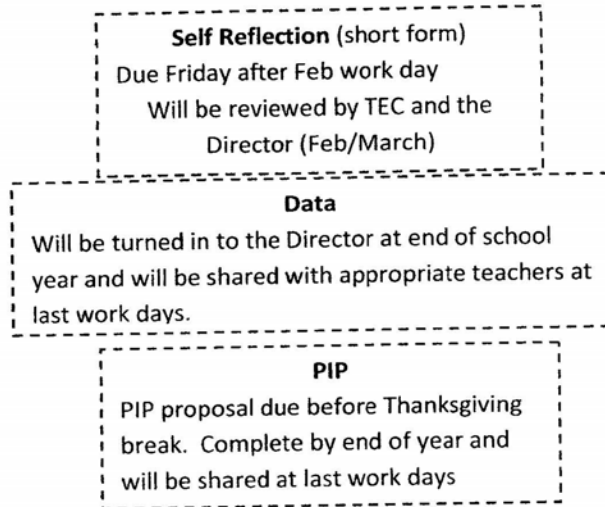 Self Reflection (short form)
Due Friday after Feb work day
Will be reviewed by TEC and the
Director (Feb/March)
Data
Will be turned in to the Director at end of school
year and will be shared with appropriate teachers at
last work days.
PIP
PIP proposal due before Thanksgiving
break. Complete by end of year and
will be shared at last work days